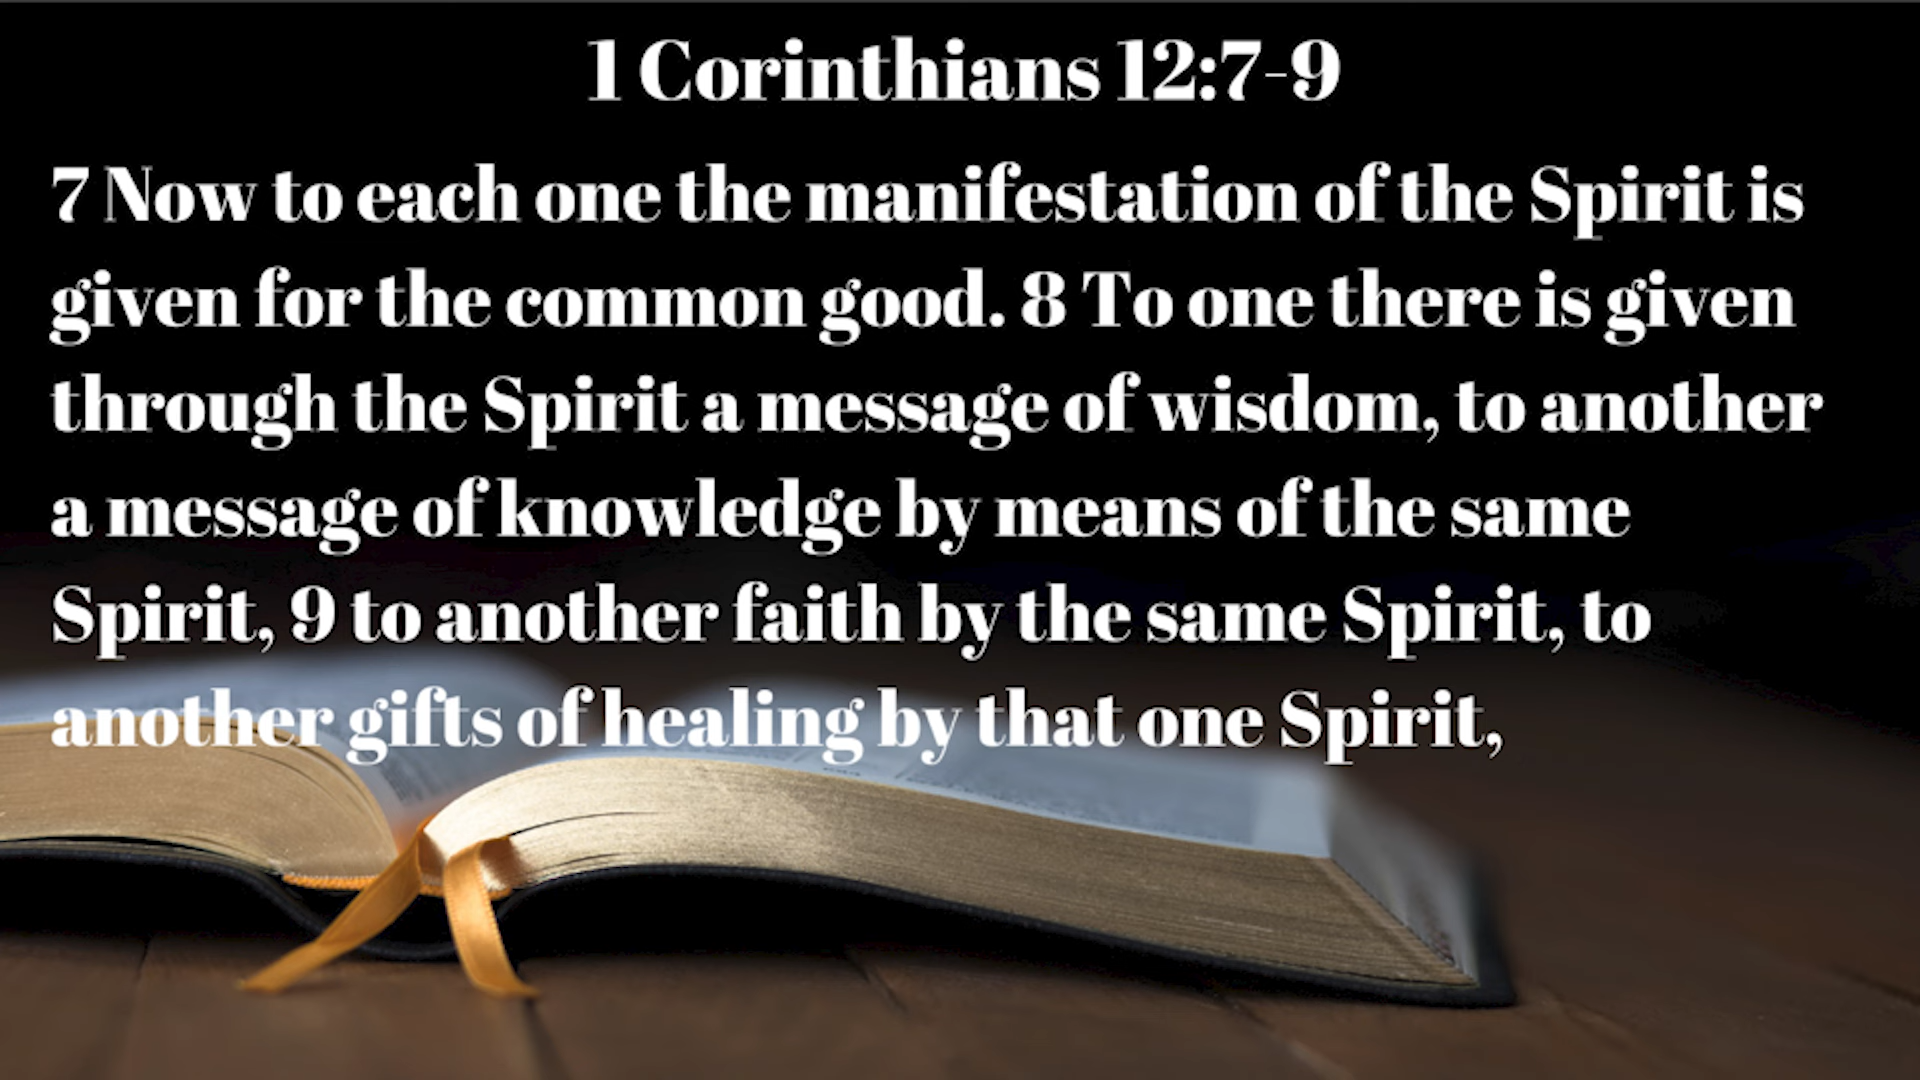 1 Corinthians 12:7-9
7 Now to each one the manifestation of the Spirit is
given for the common good. 8 To one there is given
through the Spirit a message of wisdom, to another
a message of knowledge by means of the same
Spirit, 9 to another faith by the same Spirit, to
another gifts of healing by that one Spirit,